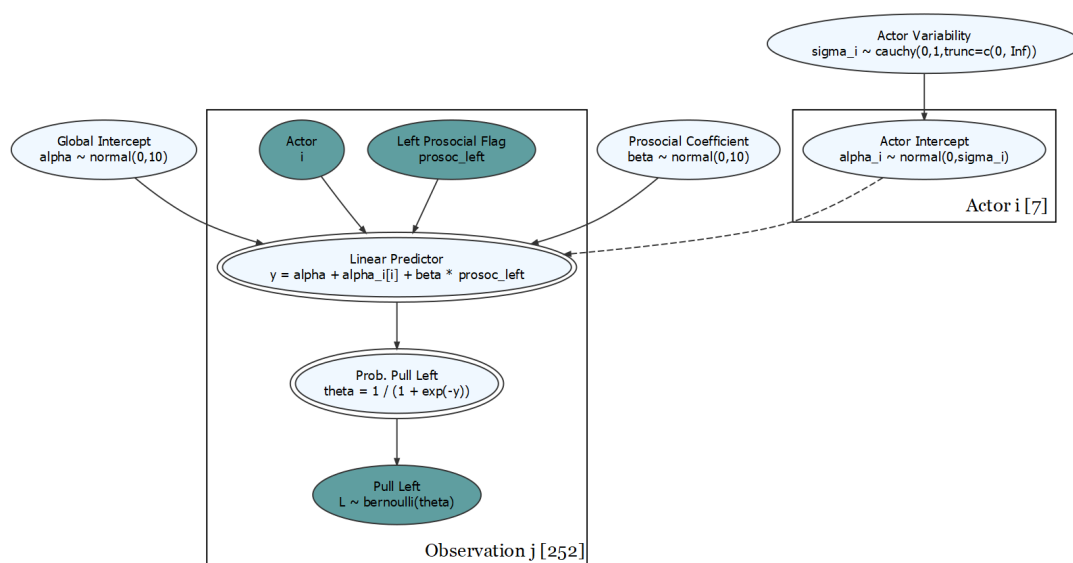 Actor Variability
sigma_i ~ cauchy(0,1,trunc=c(0, Inf))
Global Intercept
alpha ~ normal(0,10)
Actor
i
Left Prosocial Flag
prosoc_left
Prosocial Coefficient
beta ~ normal(0,10)
Actor Intercept
alpha_i ~ normal(0,sigma_i)
Actor i [7]
Linear Predictor
y = alpha + alpha_i[i] + beta * prosoc_left
Prob. Pull Left
theta = 1 / (1 + exp(-y))
Pull Left
L ~ bernoulli(theta)
Observation j [252]